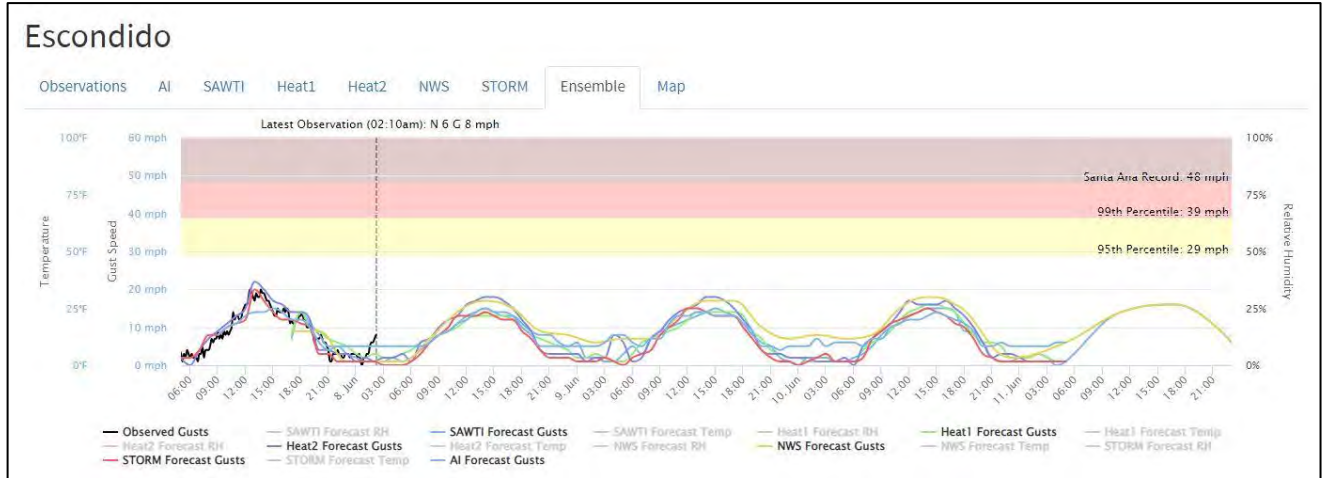 Escondido
Observations AI SAWTI Heat1 Heat2 NWS STORM Ensemble Map
Latest Observation (02:10am): N 6 G 8 mph
100°F 60 mph 100%
50 mph Santa Ana Record: 48 mph
75°F 75%
40 mph 99th Percentile: 39 mph
50°F 30 mph 95th Percentile: 29 mph 50%
20 mph
25°F 25%
10 mph
0°F 0 mph 0%
Temperature
Gust Speed
Relative Humidity
06:00 09:00 12:00 15:00 18:00 21:00 8. Jun 03:00 06:00 09:00 12:00 15:00 18:00 21:00 9. Jun 03:00 06:00 09:00 12:00 15:00 18:00 21:00 10. Jun 03:00 06:00 09:00 12:00 15:00 18:00 21:00 11. Jun 03:00 06:00 09:00 12:00 15:00 18:00 21:00
Observed Gusts SAWTI Forecast RH SAWTI Forecast Gusts SAWTI Forecast Temp Heat1 Forecast RH Heat1 Forecast Gusts Heat1 Forecast Temp
Heat2 Forecast RH Heat2 Forecast Gusts Heat2 Forecast Temp NWS Forecast RH NWS Forecast Gusts NWS Forecast Temp STORM Forecast RH
STORM Forecast Gusts STORM Forecast Temp AI Forecast Gusts